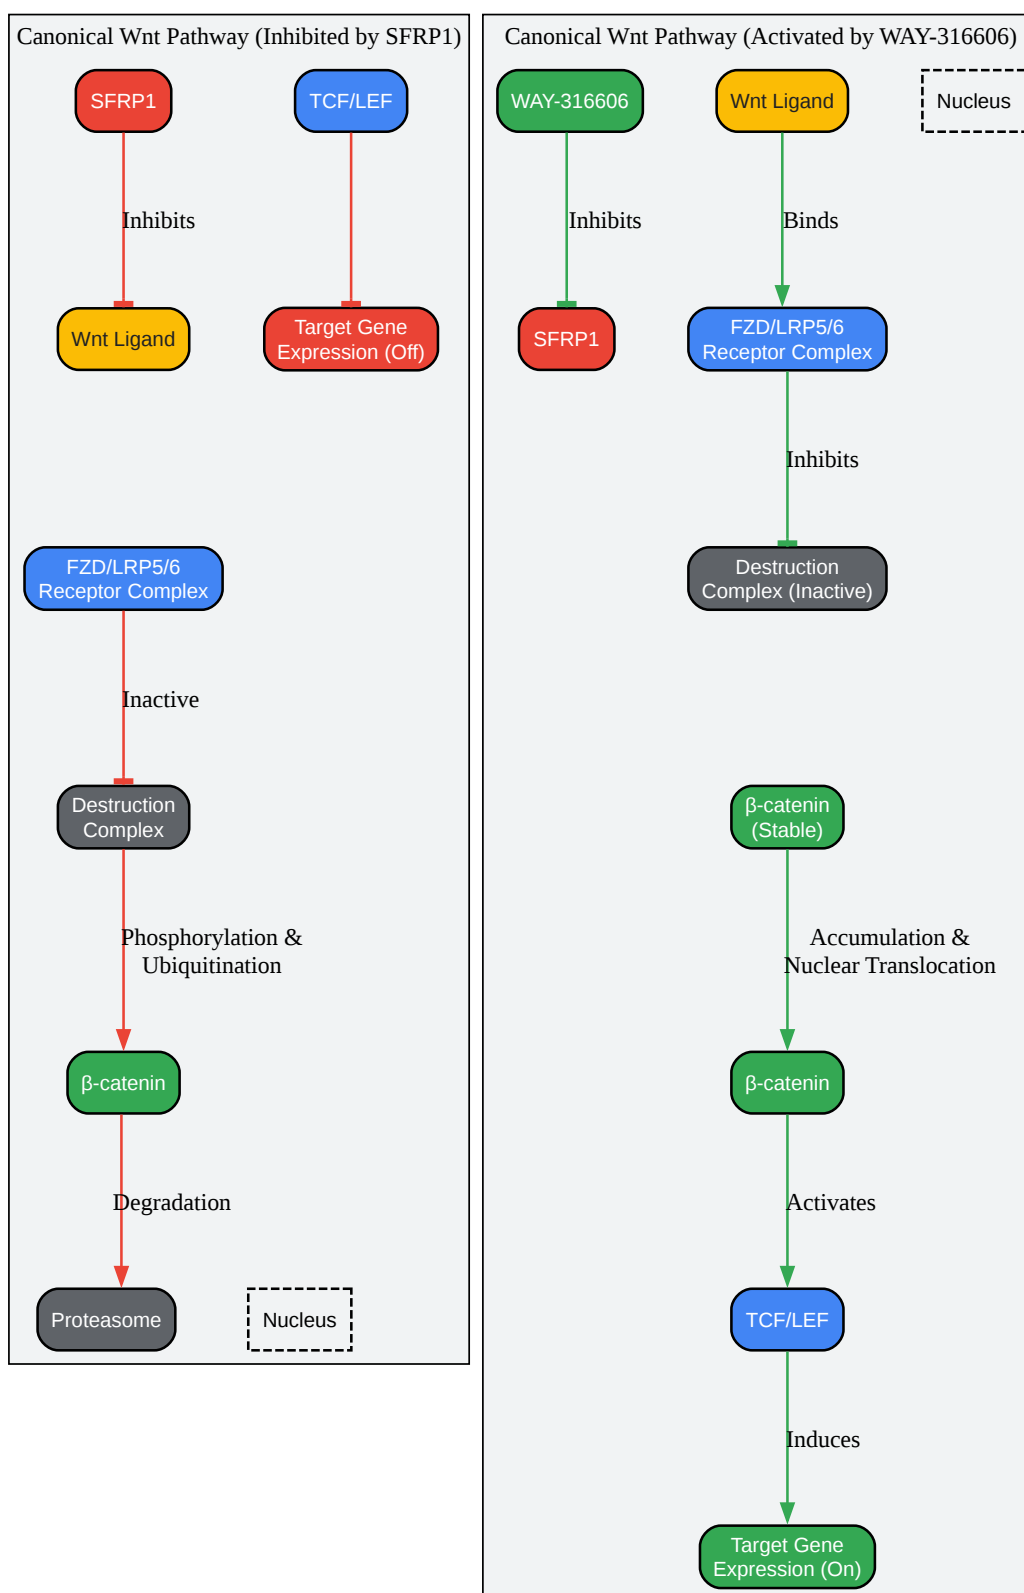 Canonical Wnt Pathway (Inhibited by SFRP1)
SFRP1
TCF/LEF
Inhibits
Wnt Ligand
Target Gene
Expression (Off)
FZD/LRP5/6
Receptor Complex
Inactive
Destruction
Complex
Phosphorylation &
Ubiquitination
β-catenin
Degradation
Proteasome
Nucleus
Canonical Wnt Pathway (Activated by WAY-316606)
WAY-316606
Wnt Ligand
Nucleus
Inhibits
Binds
SFRP1
FZD/LRP5/6
Receptor Complex
Inhibits
Destruction
Complex (Inactive)
β-catenin
(Stable)
Accumulation &
Nuclear Translocation
β-catenin
Activates
TCF/LEF
Induces
Target Gene
Expression (On)